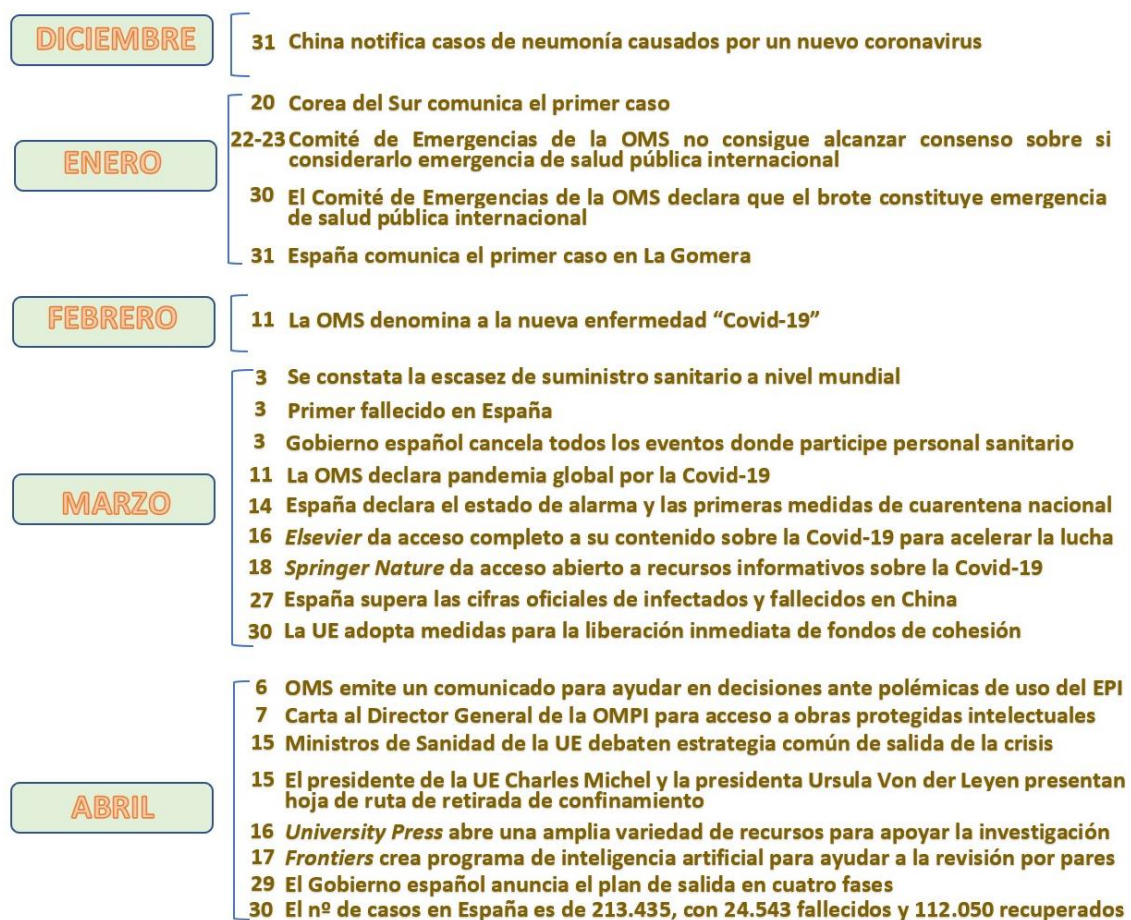 DICIEMBRE
31 China notifica casos de neumonía causados por un nuevo coronavirus
ENERO
20 Corea del Sur comunica el primer caso
22-23 Comité de Emergencias de la OMS no consigue alcanzar consenso sobre si
considerarlo emergencia de salud pública internacional
30 El Comité de Emergencias de la OMS declara que el brote constituye emergencia
de salud pública internacional
31 España comunica el primer caso en La Gomera
FEBRERO
11 La OMS denomina a la nueva enfermedad “Covid-19”
MARZO
3 Se constata la escasez de suministro sanitario a nivel mundial
3 Primer fallecido en España
3 Gobierno español cancela todos los eventos donde participe personal sanitario
11 La OMS declara pandemia global por la Covid-19
14 España declara el estado de alarma y las primeras medidas de cuarentena nacional
16 Elsevier da acceso completo a su contenido sobre la Covid-19 para acelerar la lucha
18 Springer Nature da acceso abierto a recursos informativos sobre la Covid-19
27 España supera las cifras oficiales de infectados y fallecidos en China
30 La UE adopta medidas para la liberación inmediata de fondos de cohesión
ABRIL
6 OMS emite un comunicado para ayudar en decisiones ante polémicas de uso del EPI
7 Carta al Director General de la OMPI para acceso a obras protegidas intelectuales
15 Ministros de Sanidad de la UE debaten estrategia común de salida de la crisis
15 El presidente de la UE Charles Michel y la presidenta Ursula Von der Leyen presentan
hoja de ruta de retirada de confinamiento
16 University Press abre una amplia variedad de recursos para apoyar la investigación
17 Frontiers crea programa de inteligencia artificial para ayudar a la revisión por pares
29 El Gobierno español anuncia el plan de salida en cuatro fases
30 El nº de casos en España es de 213.435, con 24.543 fallecidos y 112.050 recuperados